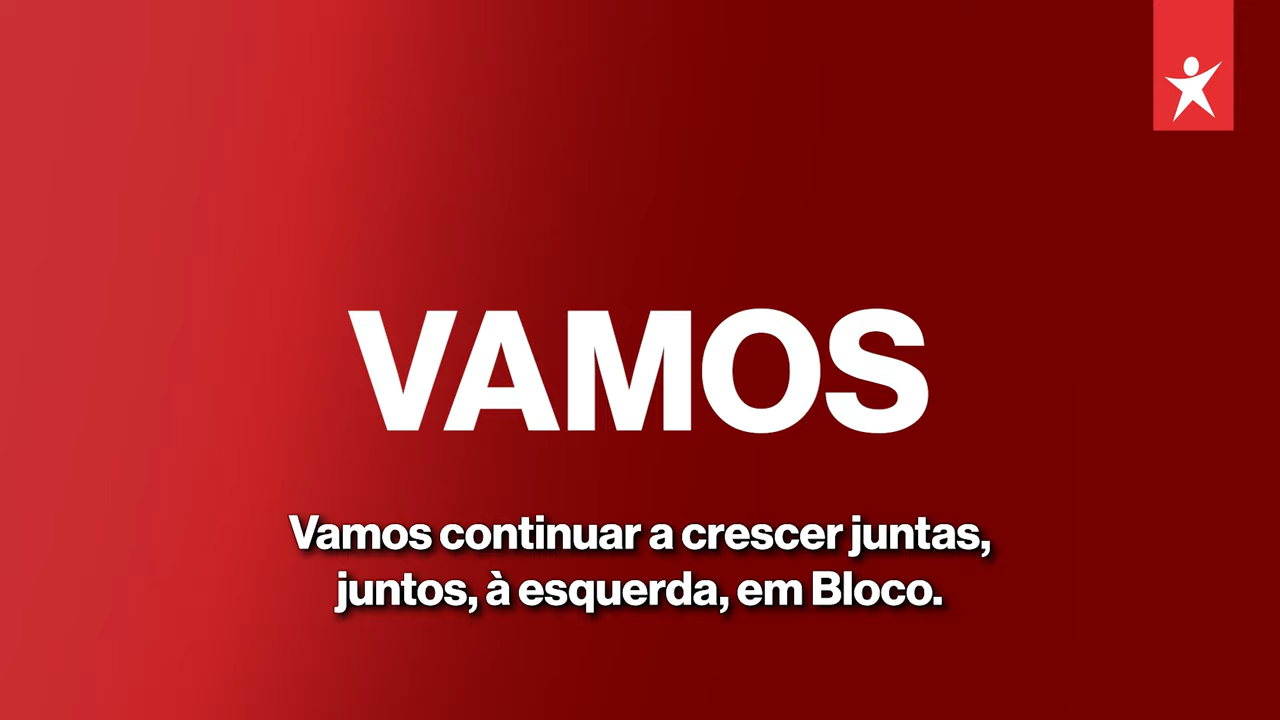 VAMOS
Vamos continuar a crescer juntas,
juntos, à esquerda, em Bloco.